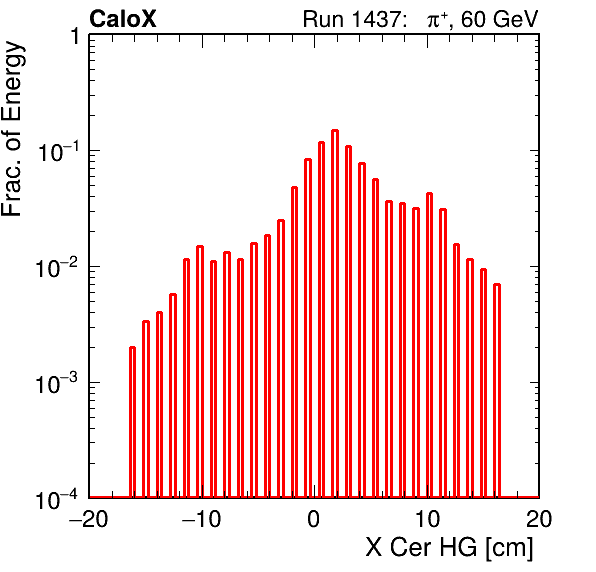 CaloX Run 1437: π⁺, 60 GeV
Frac. of Energy
1
10⁻¹
10⁻²
10⁻³
10⁻⁴
−20 −10 0 10 20
X Cer HG [cm]